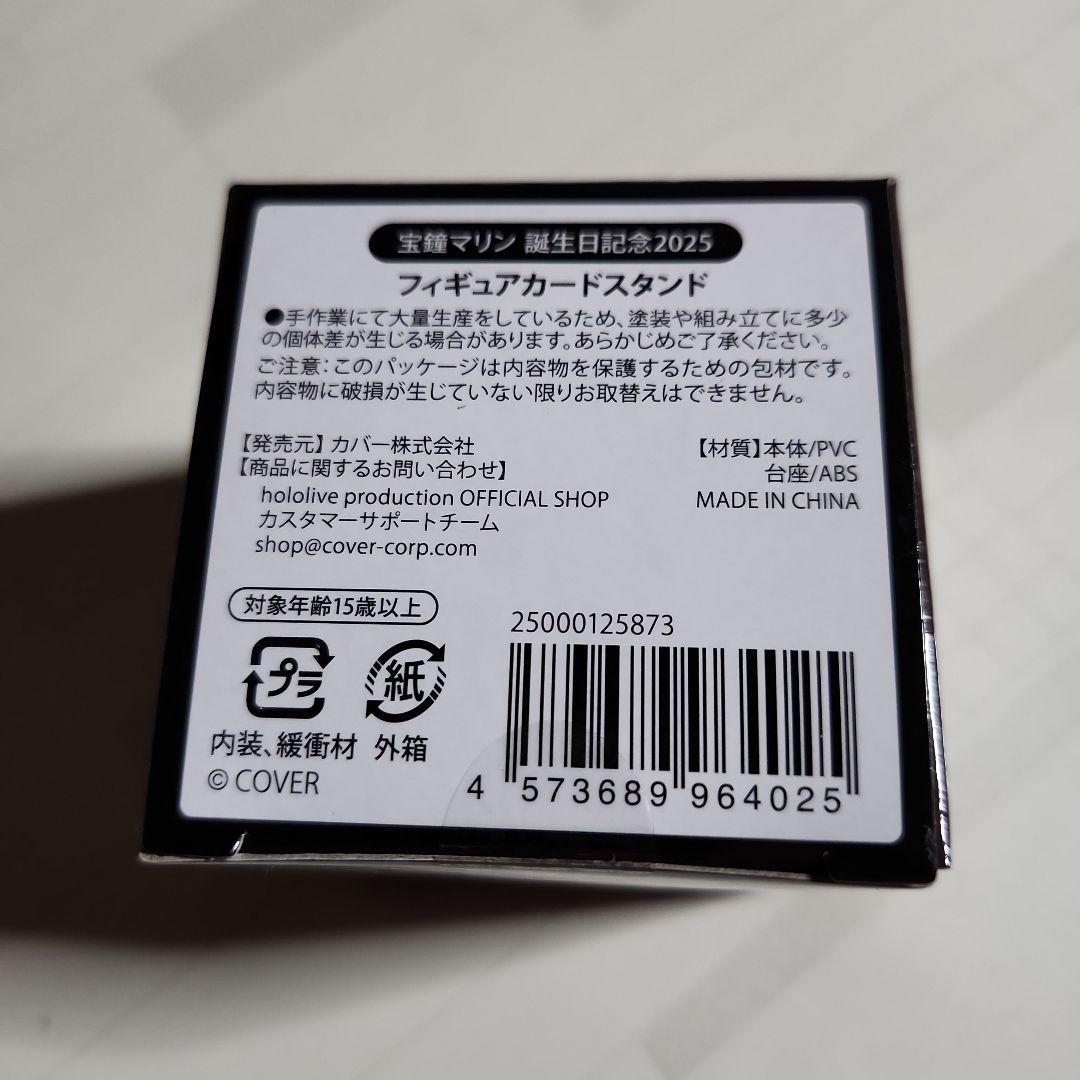 宝鐘マリン 誕生日記念2025
フィギュアカードスタンド
●手作業にて大量生産をしているため、塗装や組み立てに多少
の個体差が生じる場合があります。あらかじめご了承ください。
ご注意：このパッケージは内容物を保護するための包材です。
内容物に破損が生じていない限りお取替えはできません。
【発売元】カバー株式会社
【商品に関するお問い合わせ】
hololive production OFFICIAL SHOP
カスタマーサポートチーム
shop@cover-corp.com
【材質】本体/PVC
台座/ABS
MADE IN CHINA
対象年齢15歳以上
プラ
紙
内装、緩衝材 外箱
© COVER
25000125873
4 573689 964025